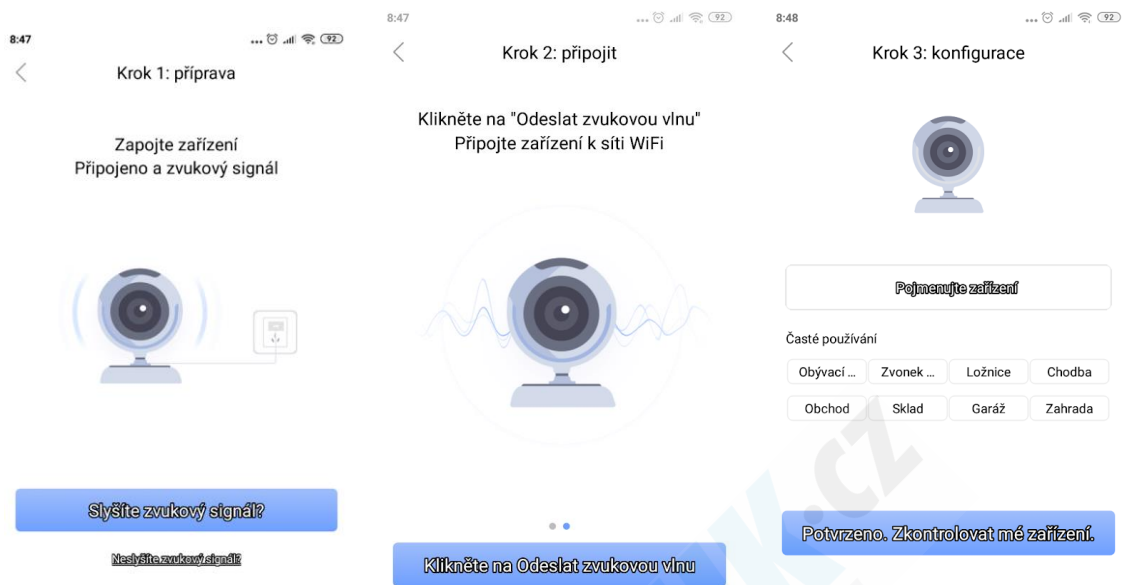 8:47
92
Krok 1: příprava
Zapojte zařízení
Připojeno a zvukový signál
Slyšíte zvukový signál?
Neslyšíte zvukový signál?
8:47
92
Krok 2: připojit
Klikněte na "Odeslat zvukovou vlnu"
Připojte zařízení k síti WiFi
Klikněte na Odeslat zvukovou vlnu
8:48
92
Krok 3: konfigurace
Pojmenujte zařízení
Časté používání
Obývací ... Zvonek ... Ložnice Chodba
Obchod Sklad Garáž Zahrada
Potvrzeno. Zkontrolovat mé zařízení.
K.cz